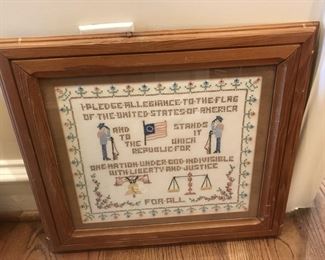 I·PLEDGE·ALLEGIANCE·TO·THE·FLAG
OF·THE·UNITED·STATES·OF·AMERICA
AND STANDS
TO IT
THE WHICH
REPUBLIC·FOR
ONE·NATION·UNDER·GOD·INDIVISIBLE
WITH·LIBERTY·AND·JUSTICE
FOR·ALL